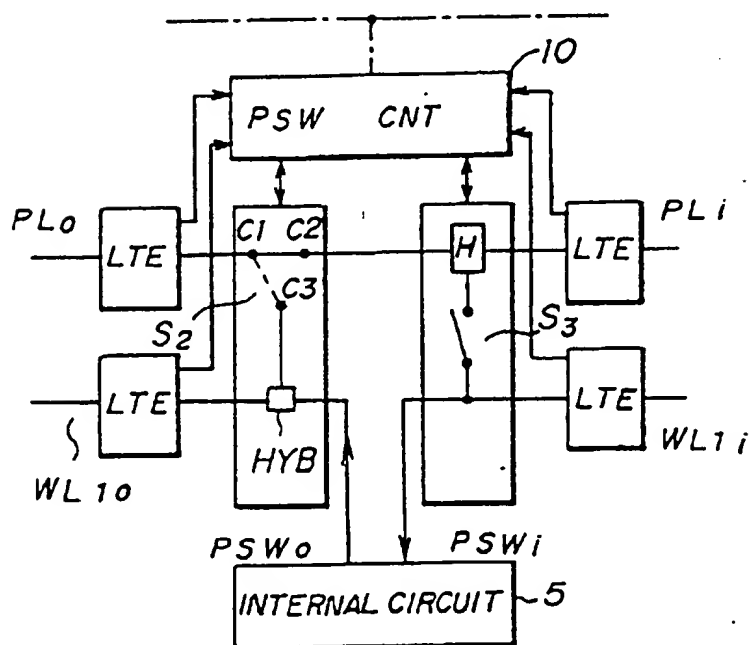 10
PSW CNT
PLo
LTE
C1 C2
H
LTE
PLi
C3
S2
S3
LTE
HYB
LTE
WL1o
WL1i
PSWo
PSWi
INTERNAL CIRCUIT
5